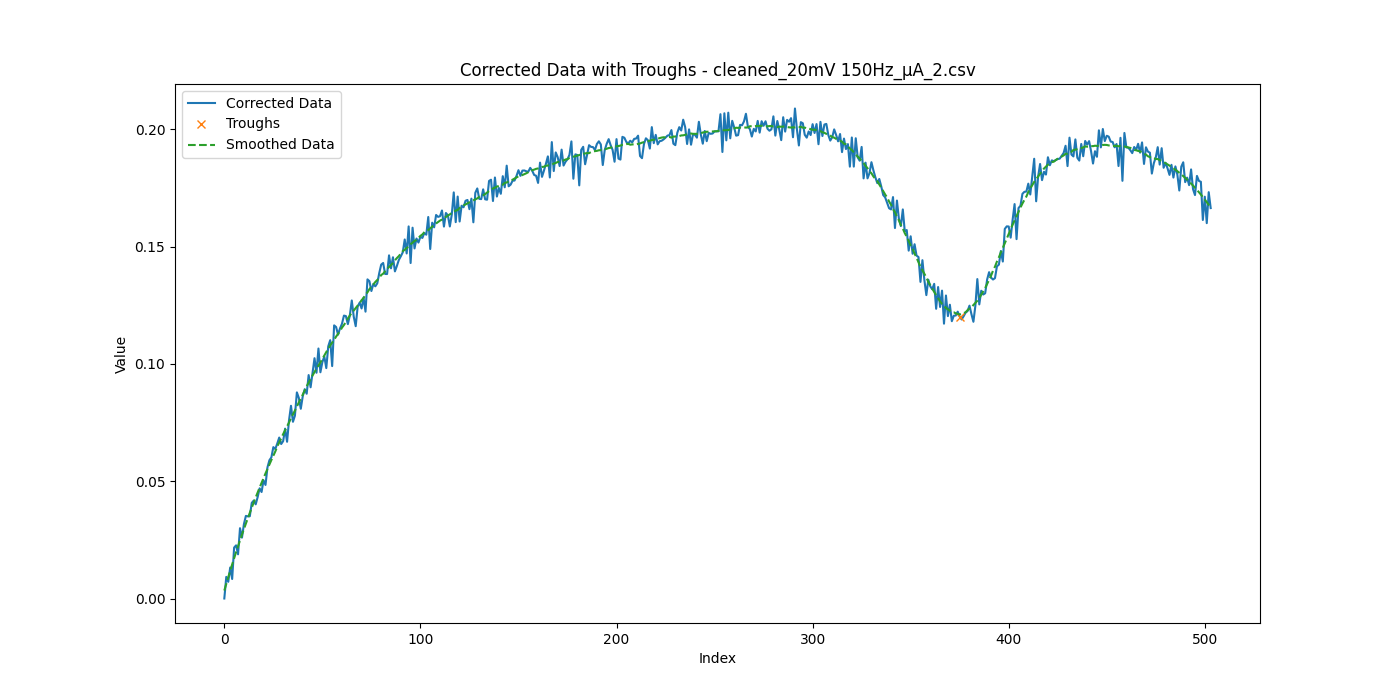 Corrected Data with Troughs - cleaned_20mV 150Hz_µA_2.csv
Corrected Data
Troughs
Smoothed Data
Value
0.20
0.15
0.10
0.05
0.00
0 100 200 300 400 500
Index